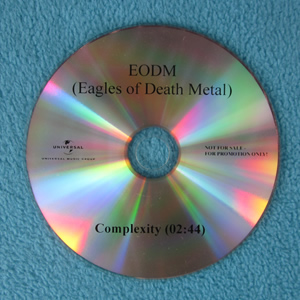 EODM
(Eagles of Death Metal)
UNIVERSAL
UNIVERSAL MUSIC GROUP
NOT FOR SALE
FOR PROMOTION ONLY!
Complexity (02:44)